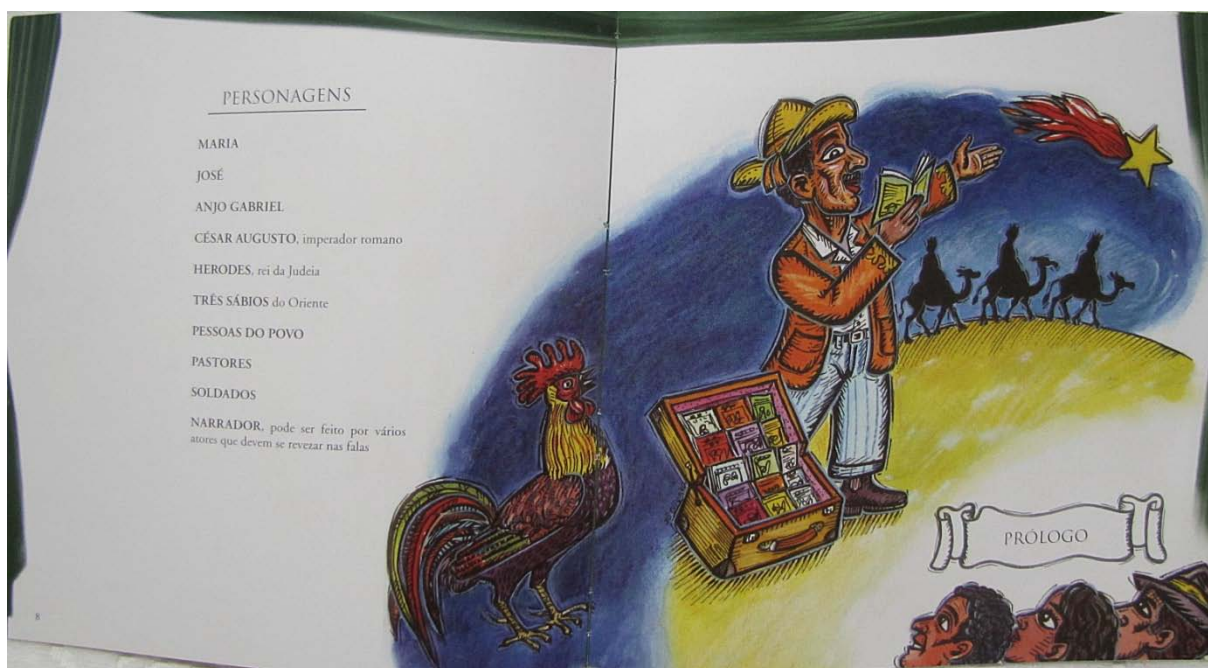 PERSONAGENS
MARIA
JOSÉ
ANJO GABRIEL
CÉSAR AUGUSTO, imperador romano
HERODES, rei da Judeia
TRÊS SÁBIOS do Oriente
PESSOAS DO POVO
PASTORES
SOLDADOS
NARRADOR, pode ser feito por vários
atores que devem se revezar nas falas
8
PRÓLOGO